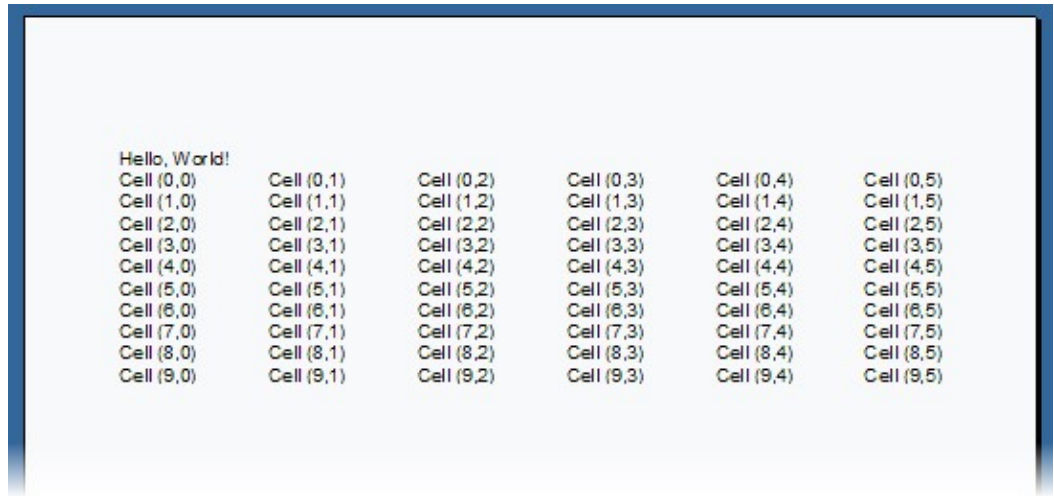 Hello, World!
Cell (0,0) Cell (0,1) Cell (0,2) Cell (0,3) Cell (0,4) Cell (0,5)
Cell (1,0) Cell (1,1) Cell (1,2) Cell (1,3) Cell (1,4) Cell (1,5)
Cell (2,0) Cell (2,1) Cell (2,2) Cell (2,3) Cell (2,4) Cell (2,5)
Cell (3,0) Cell (3,1) Cell (3,2) Cell (3,3) Cell (3,4) Cell (3,5)
Cell (4,0) Cell (4,1) Cell (4,2) Cell (4,3) Cell (4,4) Cell (4,5)
Cell (5,0) Cell (5,1) Cell (5,2) Cell (5,3) Cell (5,4) Cell (5,5)
Cell (6,0) Cell (6,1) Cell (6,2) Cell (6,3) Cell (6,4) Cell (6,5)
Cell (7,0) Cell (7,1) Cell (7,2) Cell (7,3) Cell (7,4) Cell (7,5)
Cell (8,0) Cell (8,1) Cell (8,2) Cell (8,3) Cell (8,4) Cell (8,5)
Cell (9,0) Cell (9,1) Cell (9,2) Cell (9,3) Cell (9,4) Cell (9,5)